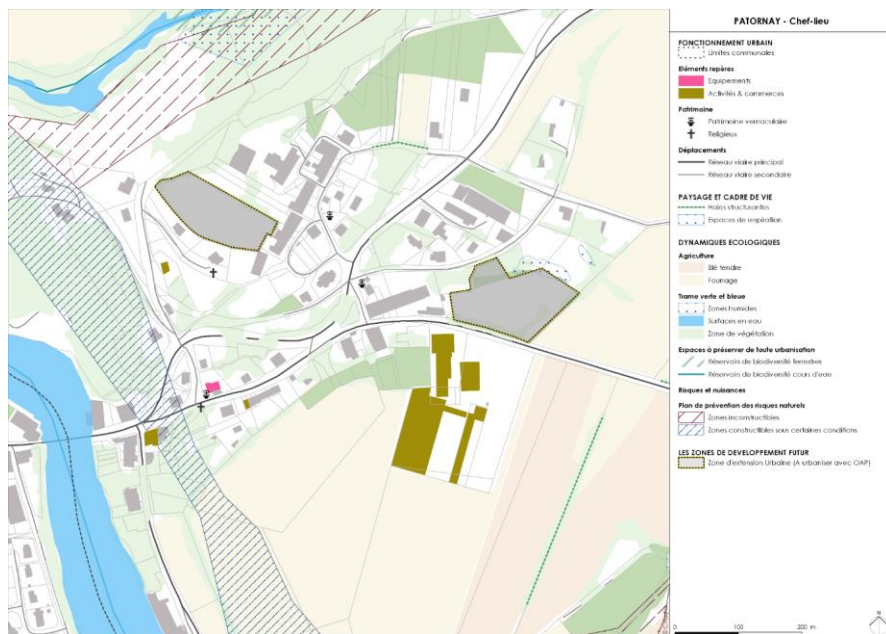 PATORNAY - Chef-lieu
FONCTIONNEMENT URBAIN
Limites communales
Eléments repères
Equipements
Activités & commerces
Patrimoine
Patrimoine vernaculaire
Religieux
Déplacements
Réseau viaire principal
Réseau viaire secondaire
PAYSAGE ET CADRE DE VIE
Haies structurantes
Espaces de respiration
DYNAMIQUES ECOLOGIQUES
Agriculture
Blé tendre
Fourrage
Trame verte et bleue
Zones humides
Surfaces en eau
Zone de végétation
Espaces à préserver de toute urbanisation
Réservoirs de biodiversité terrestres
Réservoirs de biodiversité cours d'eau
Risques et nuisances
Plan de prévention des risques naturels
Zones inconstructibles
Zones constructibles sous certaines conditions
LES ZONES DE DEVELOPPEMENT FUTUR
Zone d'extension Urbaine (A urbaniser avec OAP)
N
0 100 200 m